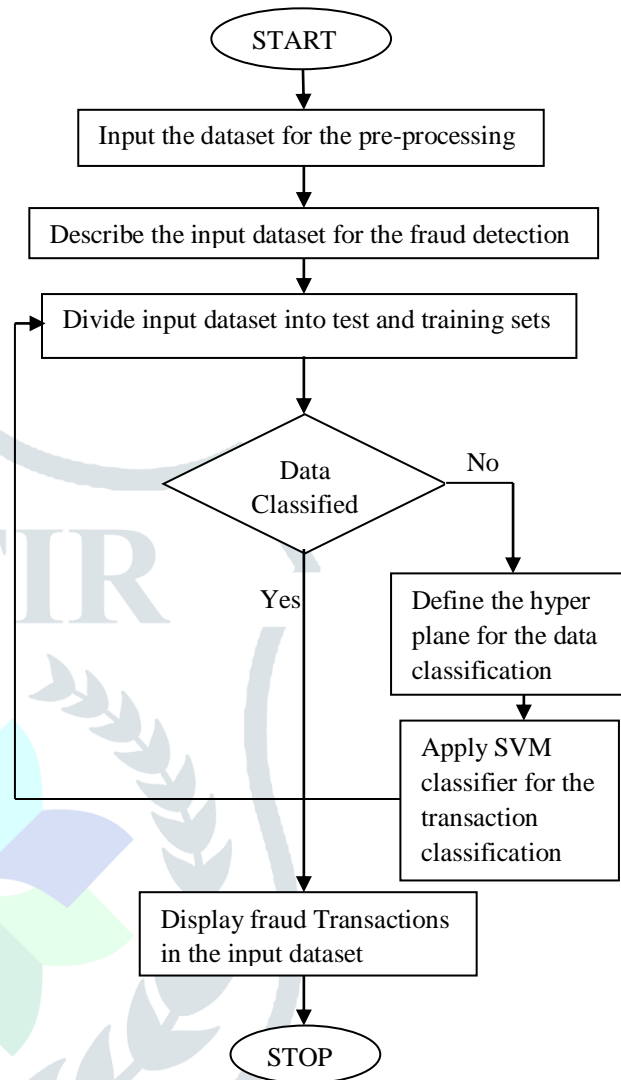 START
Input the dataset for the pre-processing
Describe the input dataset for the fraud detection
Divide input dataset into test and training sets
Data
Classified
No
Yes
Define the hyper
plane for the data
classification
Apply SVM
classifier for the
transaction
classification
Display fraud Transactions
in the input dataset
STOP